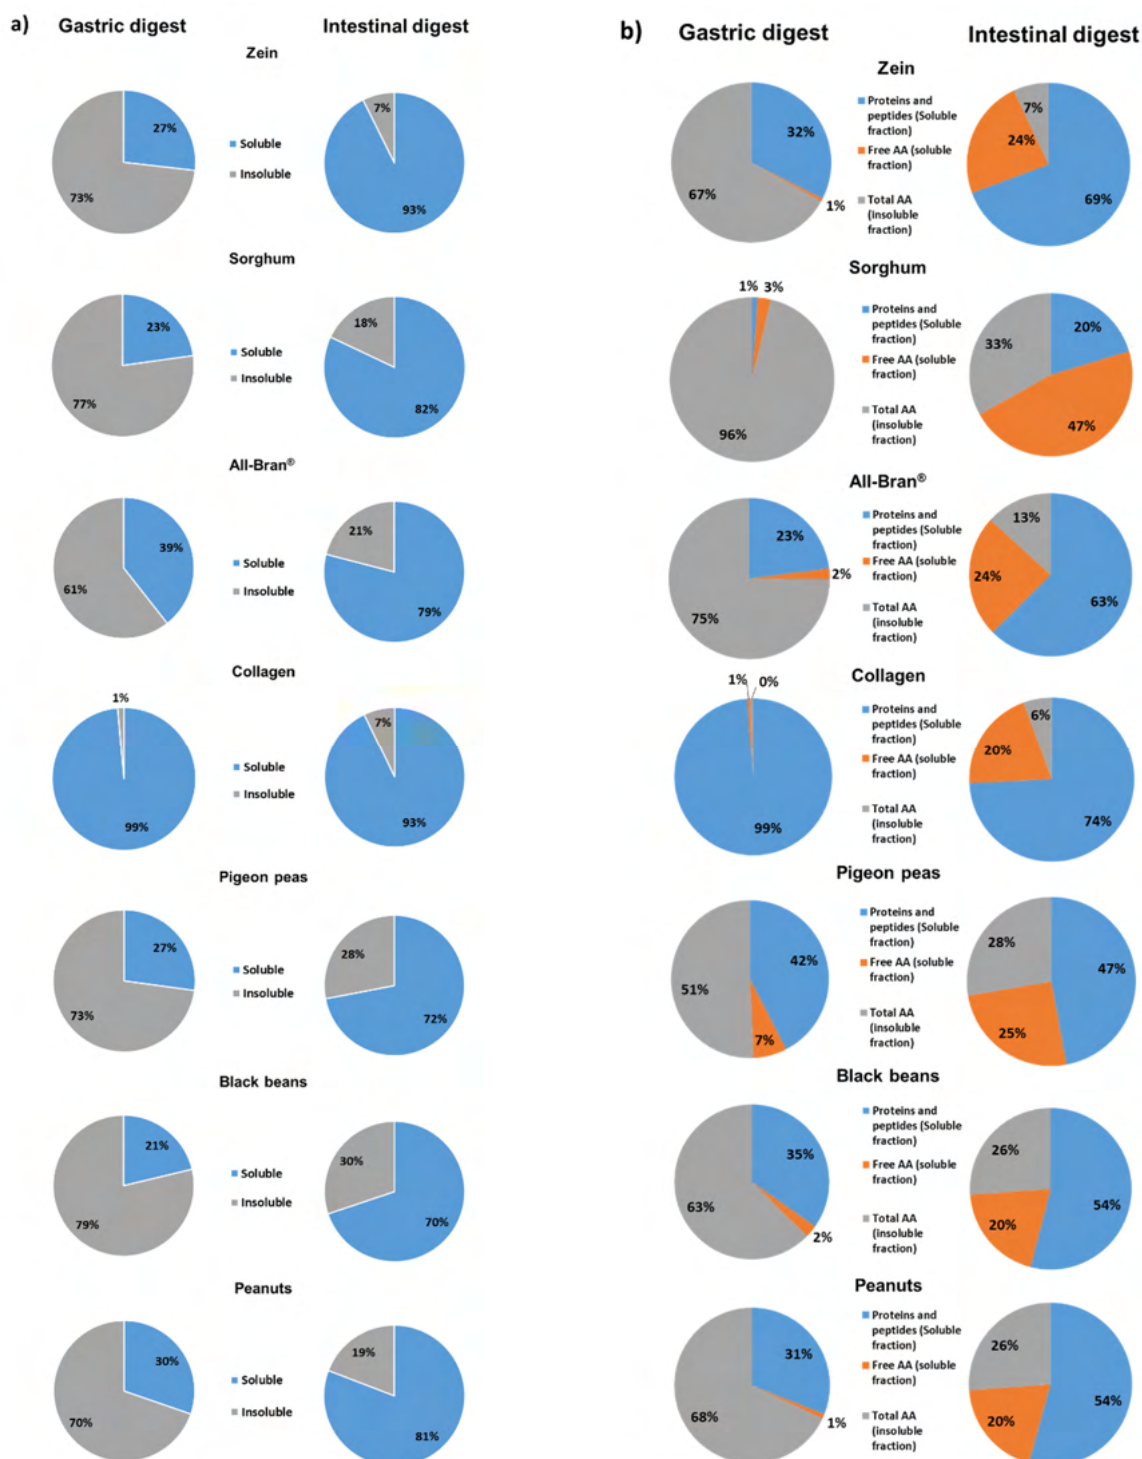 a)
Gastric digest
Intestinal digest
Zein
27%
73%
Soluble
Insoluble
7%
93%
Sorghum
23%
77%
Soluble
Insoluble
18%
82%
All-Bran®
39%
61%
Soluble
Insoluble
21%
79%
Collagen
1%
99%
Soluble
Insoluble
7%
93%
Pigeon peas
27%
73%
Soluble
Insoluble
28%
72%
Black beans
21%
79%
Soluble
Insoluble
30%
70%
Peanuts
30%
70%
Soluble
Insoluble
19%
81%
b)
Gastric digest
Intestinal digest
Zein
32%
67%
1%
Proteins and
peptides (Soluble
fraction)
Free AA (soluble
fraction)
Total AA
(insoluble
fraction)
7%
24%
69%
Sorghum
1%
3%
96%
Proteins and
peptides (Soluble
fraction)
Free AA (soluble
fraction)
Total AA
(insoluble
fraction)
20%
33%
47%
All-Bran®
23%
2%
75%
Proteins and
peptides (Soluble
fraction)
Free AA (soluble
fraction)
Total AA
(insoluble
fraction)
13%
24%
63%
Collagen
1%
0%
99%
Proteins and
peptides (Soluble
fraction)
Free AA (soluble
fraction)
Total AA
(insoluble
fraction)
6%
20%
74%
Pigeon peas
42%
51%
7%
Proteins and
peptides (Soluble
fraction)
Free AA (soluble
fraction)
Total AA
(insoluble
fraction)
28%
47%
25%
Black beans
35%
63%
2%
Proteins and
peptides (Soluble
fraction)
Free AA (soluble
fraction)
Total AA
(insoluble
fraction)
26%
54%
20%
Peanuts
31%
68%
1%
Proteins and
peptides (Soluble
fraction)
Free AA (soluble
fraction)
Total AA
(insoluble
fraction)
26%
54%
20%